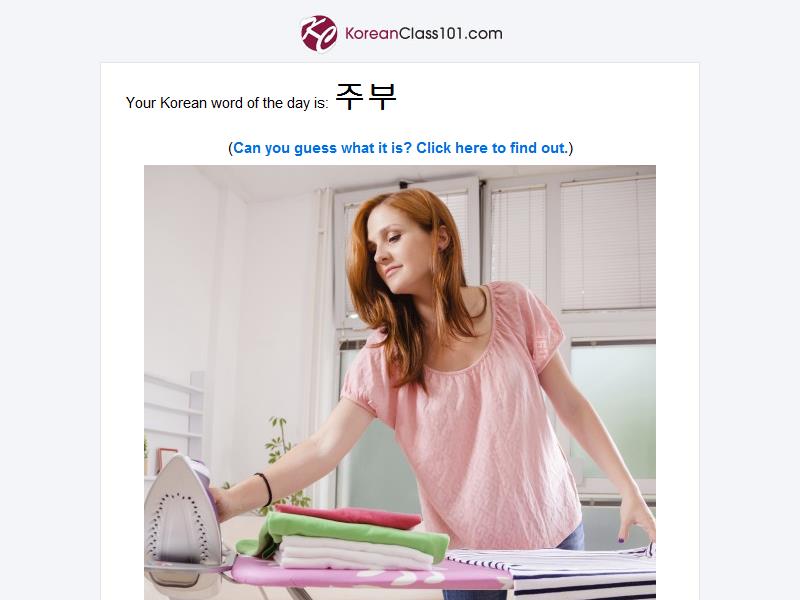 KC KoreanClass101.com
Your Korean word of the day is: 주부
(Can you guess what it is? Click here to find out.)